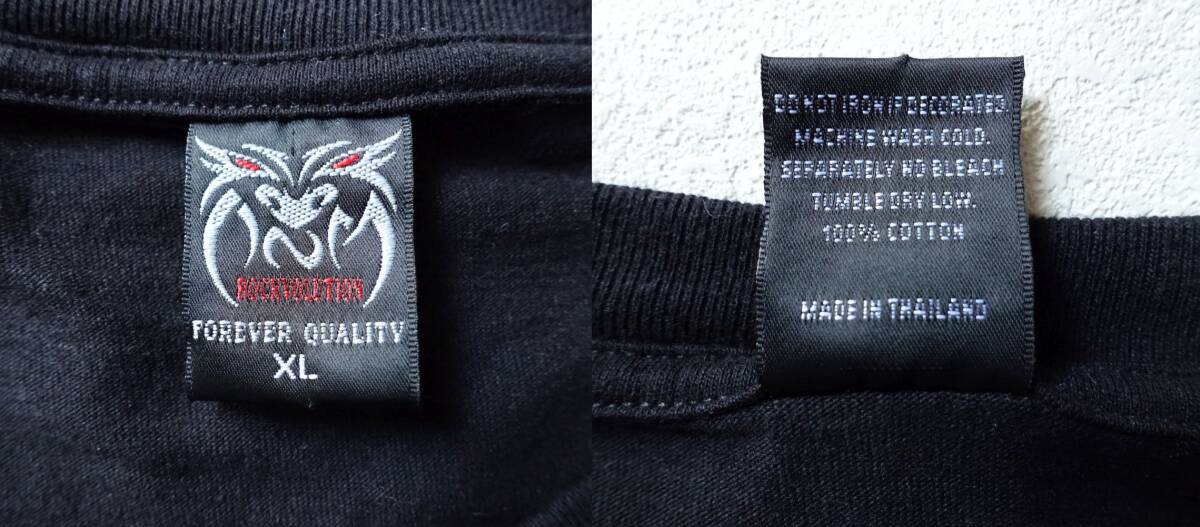 ROCKVOLUTION
FOREVER QUALITY
XL
DO NOT IRON IF DECORATED.
MACHINE WASH COLD.
SEPARATELY NO BLEACH
TUMBLE DRY LOW.
100% COTTON
MADE IN THAILAND